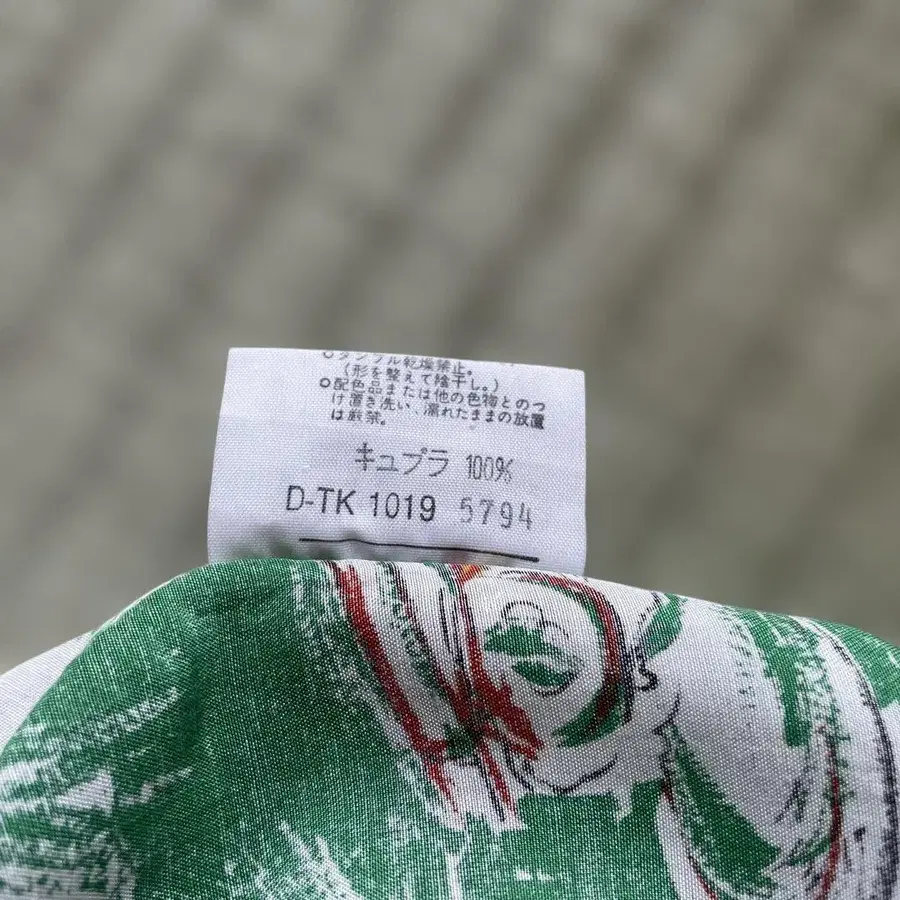 ○タンブル乾燥禁止。
(形を整えて陰干し。)
○配色品または他の色物とのつ
け置き洗い、濡れたままの放置
は厳禁。
キュプラ 100%
D-TK 1019 5794